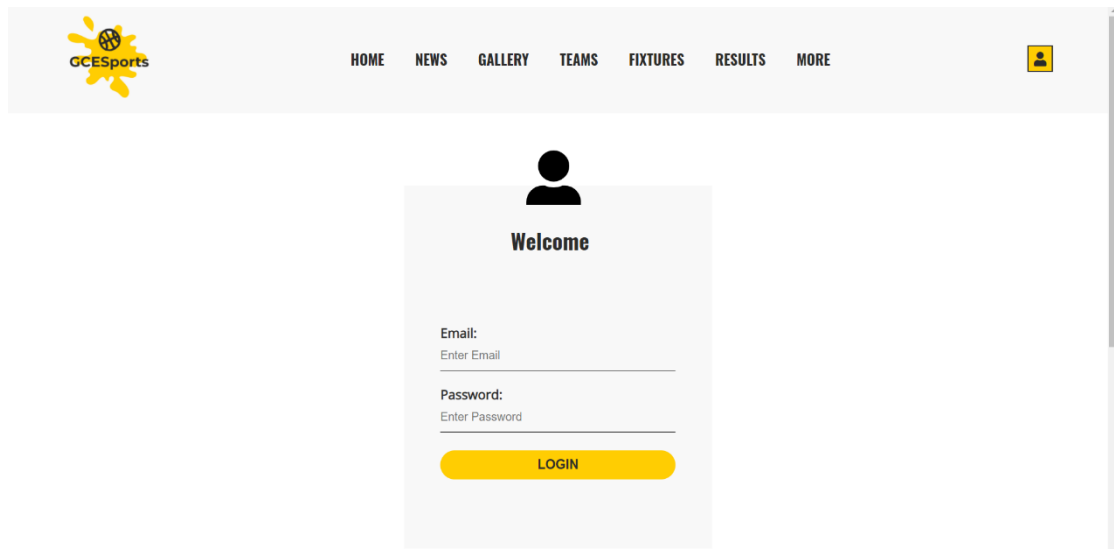 GCESports
HOME NEWS GALLERY TEAMS FIXTURES RESULTS MORE
Welcome
Email:
Enter Email
Password:
Enter Password
LOGIN